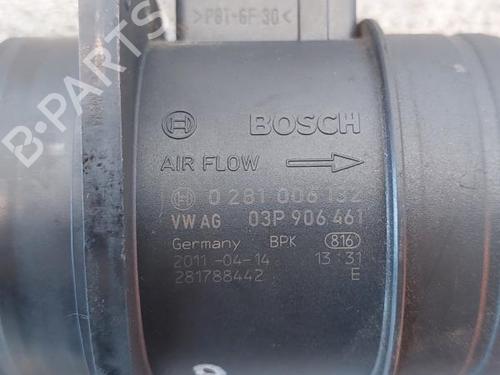 >PBT-GF30<
BOSCH
AIR FLOW
0 281 006 132
VW AG 03P 906 461
Germany BPK 816
2011-04-14 13:31
281788442 E
B-PARTS